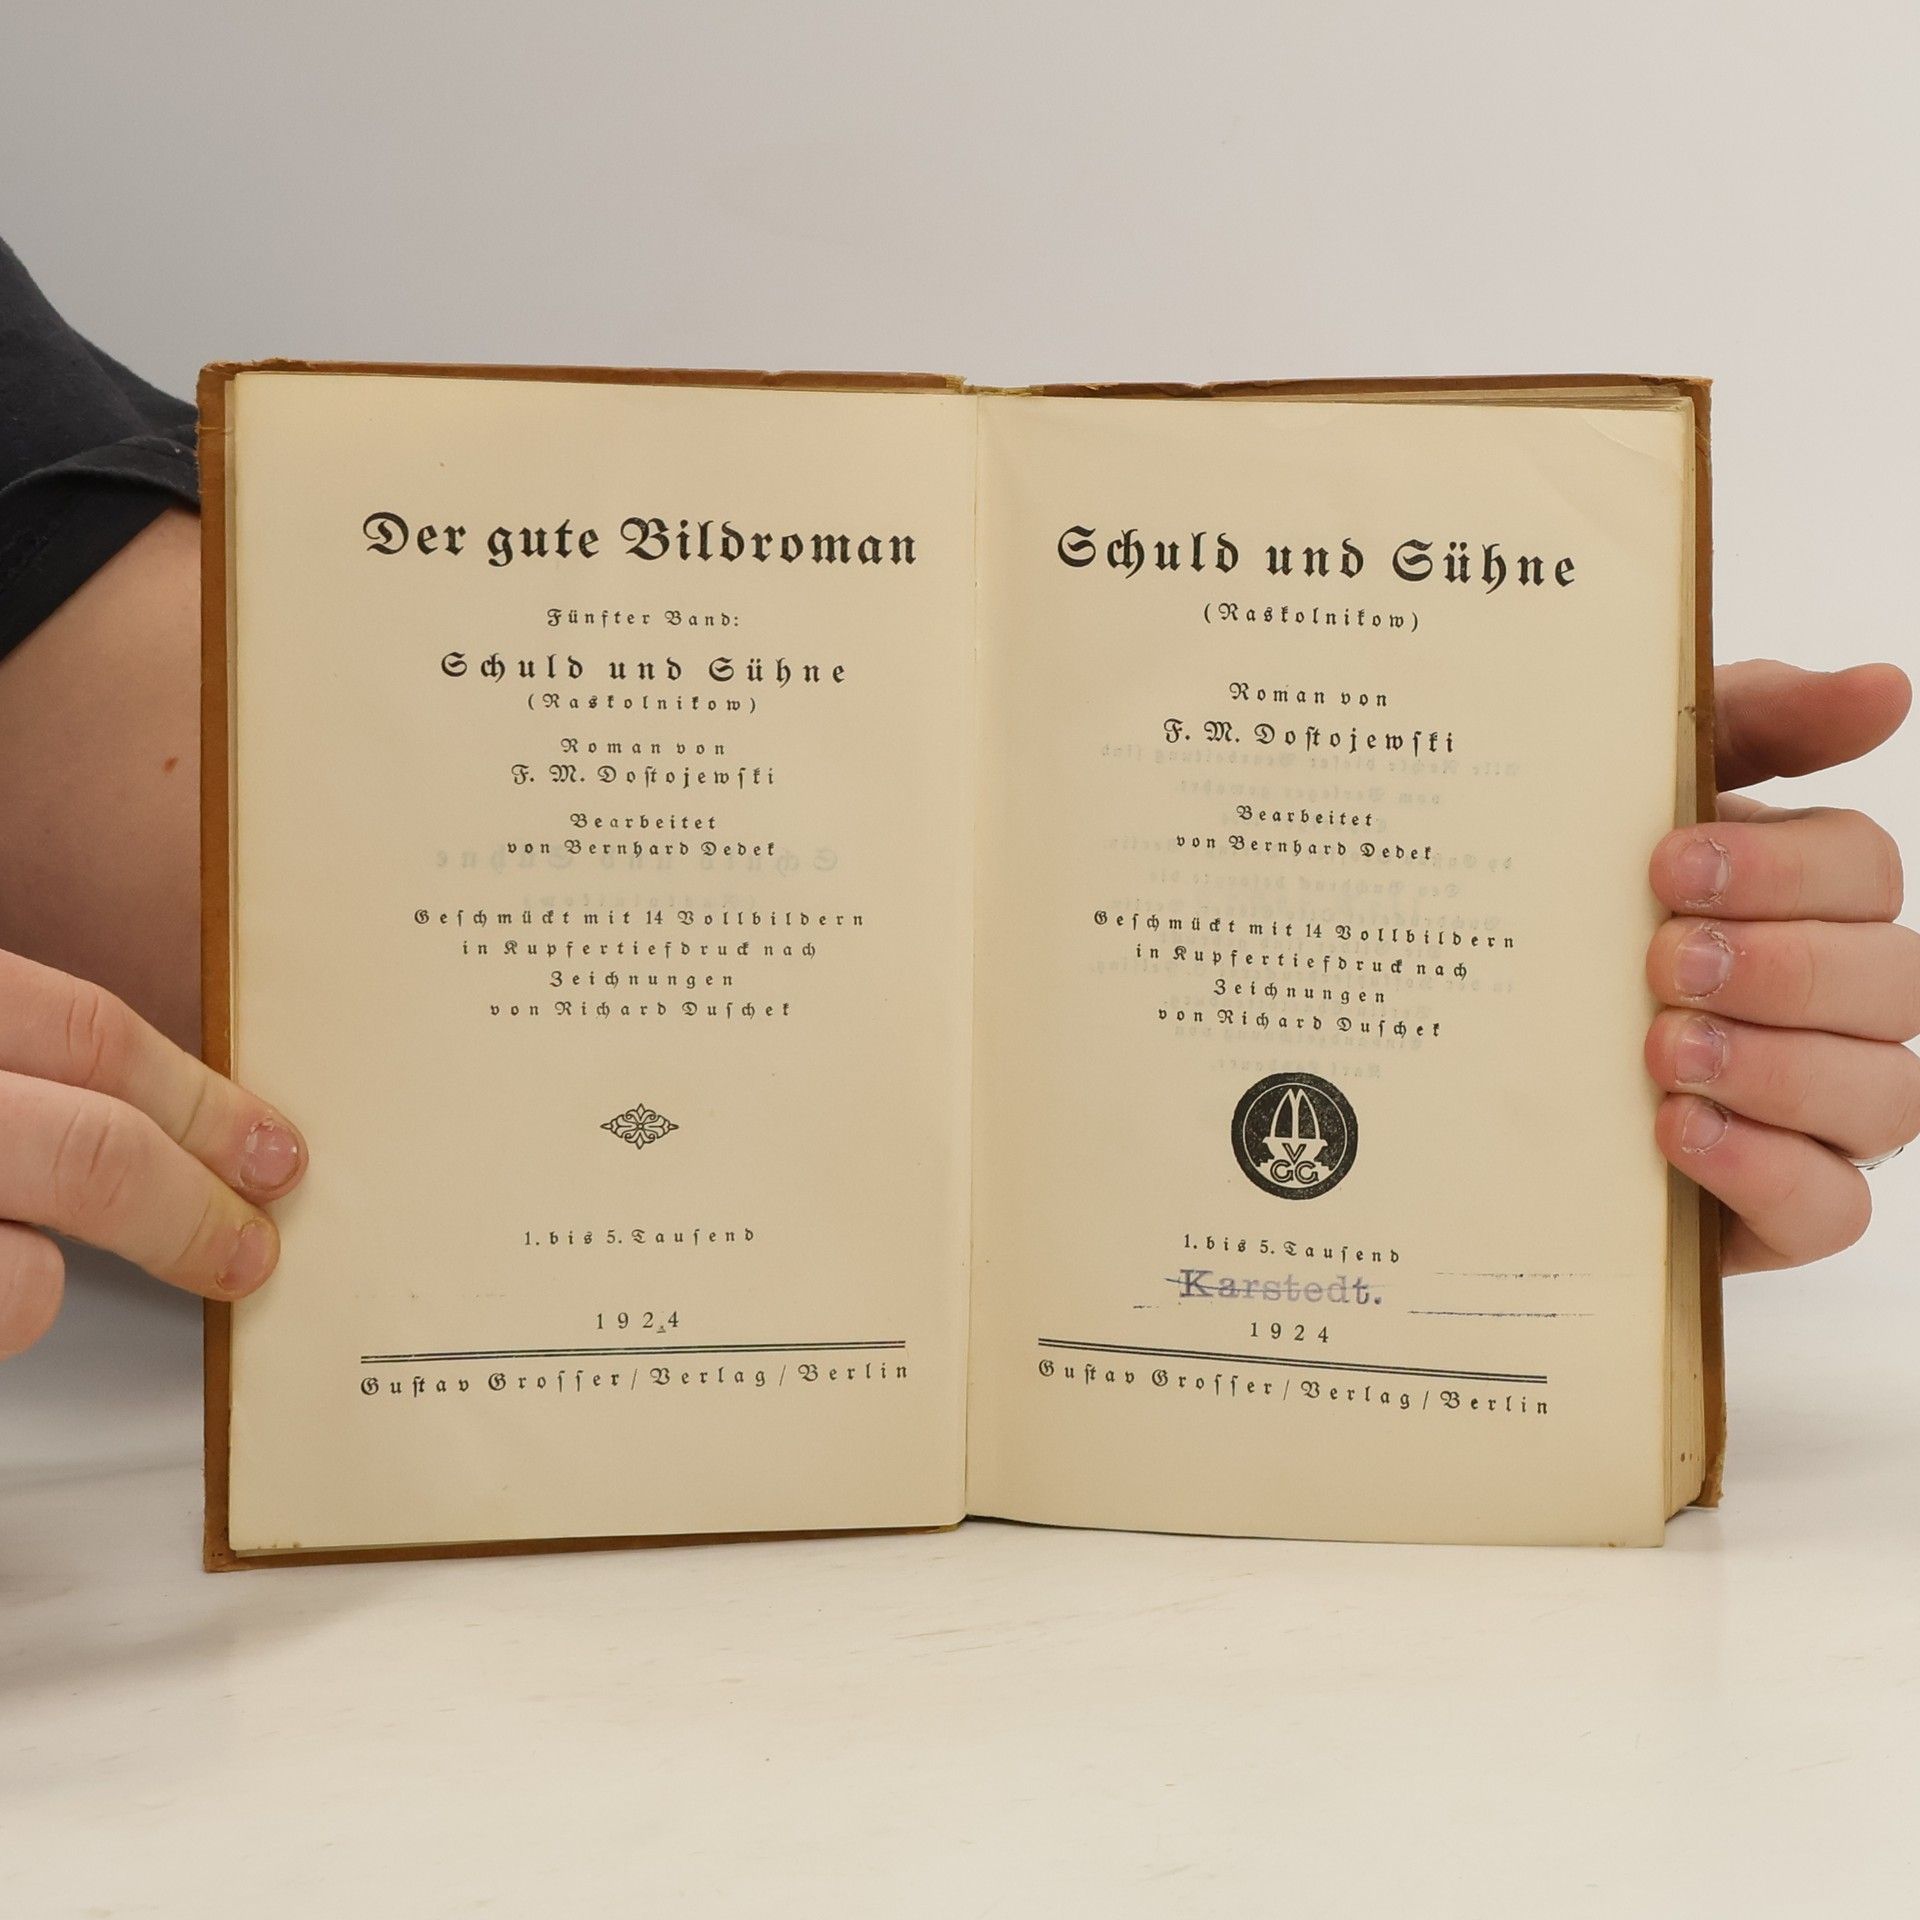 Der gute Bildroman
Fünfter Band:
Schuld und Sühne
(Raskolnikow)
Roman von
F. M. Dostojewski
Bearbeitet
von Bernhard Dedek
Geschmückt mit 14 Vollbildern
in Kupfertiefdruck nach
Zeichnungen
von Richard Duschek
1. bis 5. Tausend
1924
Gustav Grosser/Verlag/Berlin
Schuld und Sühne
(Raskolnikow)
Roman von
F. M. Dostojewski
Bearbeitet
von Bernhard Dedek
Geschmückt mit 14 Vollbildern
in Kupfertiefdruck nach
Zeichnungen
von Richard Duschek
V
GG
1. bis 5. Tausend
Karstedt.
1924
Gustav Grosser/Verlag/Berlin